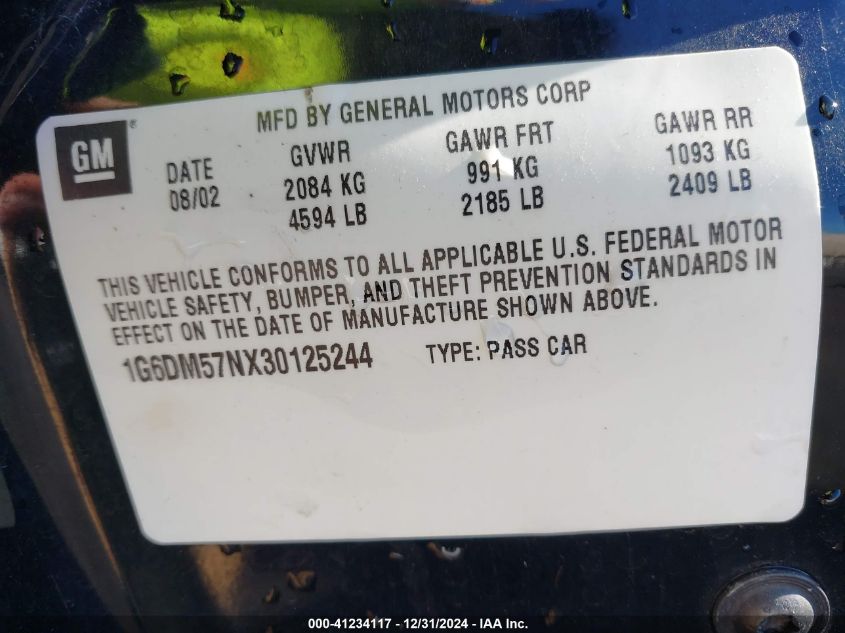 MFD BY GENERAL MOTORS CORP
GM®
DATE GVWR GAWR FRT GAWR RR
08/02 2084 KG 991 KG 1093 KG
4594 LB 2185 LB 2409 LB
THIS VEHICLE CONFORMS TO ALL APPLICABLE U.S. FEDERAL MOTOR
VEHICLE SAFETY, BUMPER, AND THEFT PREVENTION STANDARDS IN
EFFECT ON THE DATE OF MANUFACTURE SHOWN ABOVE.
1G6DM57NX30125244 TYPE: PASS CAR
000-41234117 - 12/31/2024 - IAA Inc.